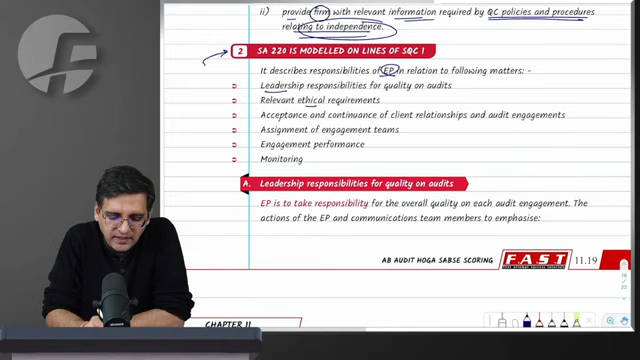 ii) provide firm with relevant information required by QC policies and procedures
relating to independence.
2 SA 220 IS MODELLED ON LINES OF SQC 1
It describes responsibilities of EP in relation to following matters: -
Leadership responsibilities for quality on audits
Relevant ethical requirements
Acceptance and continuance of client relationships and audit engagements
Assignment of engagement teams
Engagement performance
Monitoring
A. Leadership responsibilities for quality on audits
EP is to take responsibility for the overall quality on each audit engagement. The
actions of the EP and communications team members to emphasise:
AB AUDIT HOGA SABSE SCORING FAST 11.19
CHAPTER 11